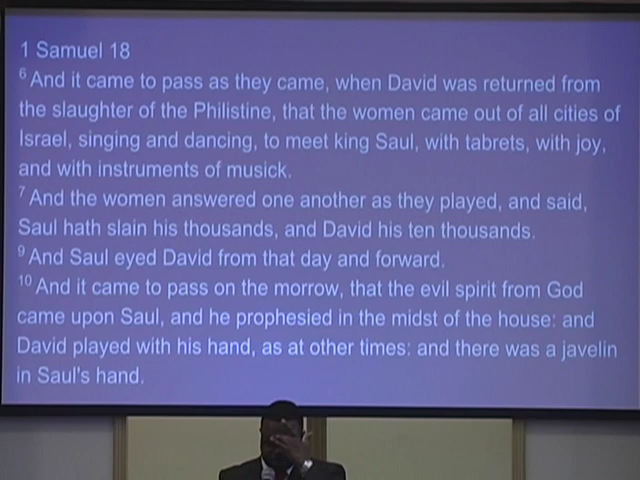 1 Samuel 18
6 And it came to pass as they came, when David was returned from
the slaughter of the Philistine, that the women came out of all cities of
Israel, singing and dancing, to meet king Saul, with tabrets, with joy,
and with instruments of musick.
7 And the women answered one another as they played, and said,
Saul hath slain his thousands, and David his ten thousands.
9 And Saul eyed David from that day and forward.
10 And it came to pass on the morrow, that the evil spirit from God
came upon Saul, and he prophesied in the midst of the house: and
David played with his hand, as at other times: and there was a javelin
in Saul's hand.